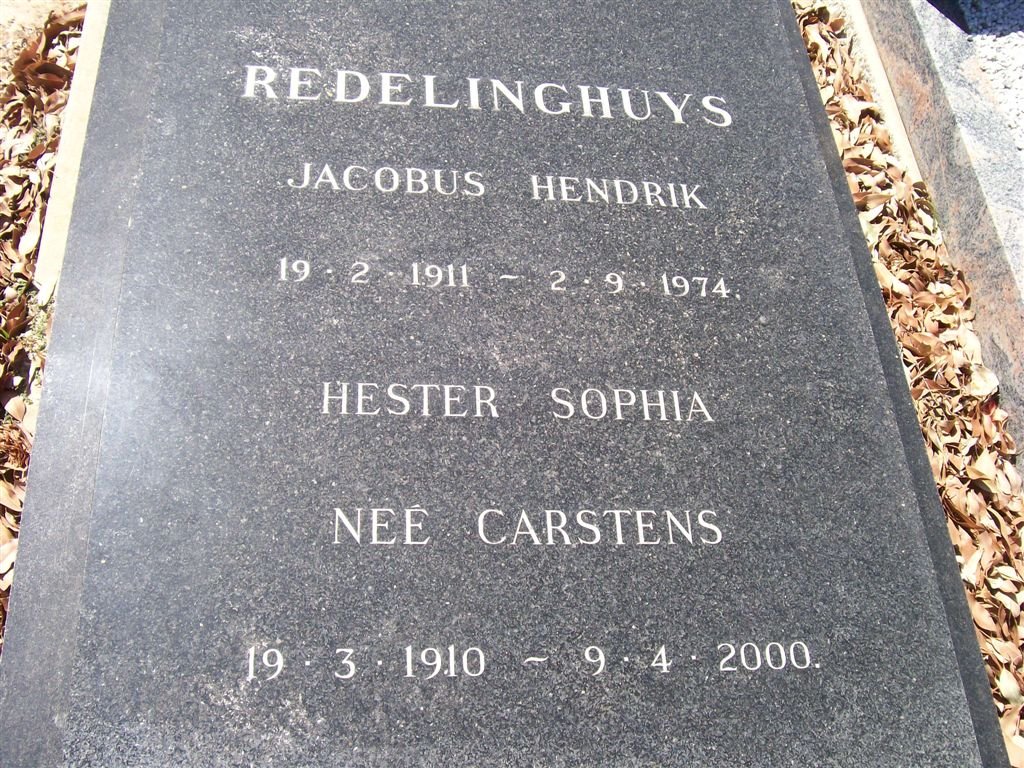 REDELINGHUYS
JACOBUS HENDRIK
19 · 2 · 1911 ~ 2 · 9 · 1974.
HESTER SOPHIA
NEÉ CARSTENS
19 · 3 · 1910 ~ 9 · 4 · 2000.